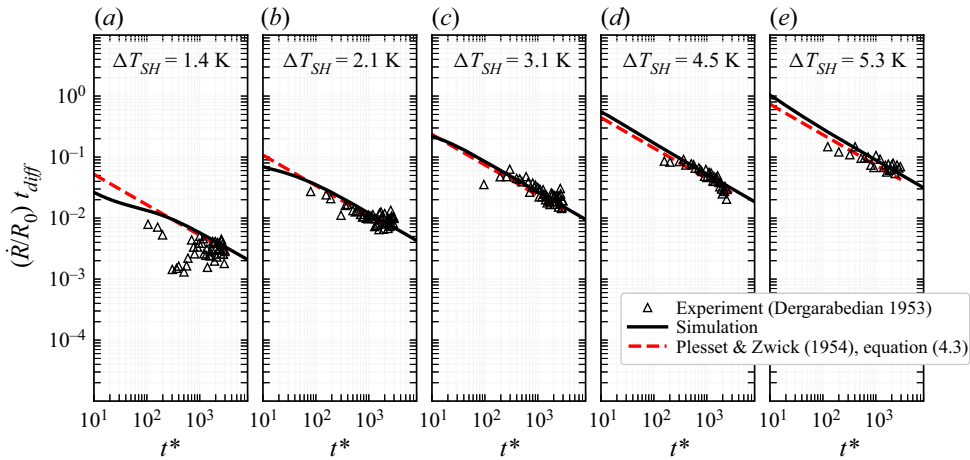 (a) (b) (c) (d) (e)
ΔT_SH = 1.4 K ΔT_SH = 2.1 K ΔT_SH = 3.1 K ΔT_SH = 4.5 K ΔT_SH = 5.3 K
10^0
10^−1
10^−2
10^−3
10^−4
(Ṙ/R_0) t_diff
Experiment (Dergarabedian 1953)
Simulation
Plesset & Zwick (1954), equation (4.3)
10^1 10^2 10^3 10^1 10^2 10^3 10^1 10^2 10^3 10^1 10^2 10^3 10^1 10^2 10^3
t* t* t* t* t*